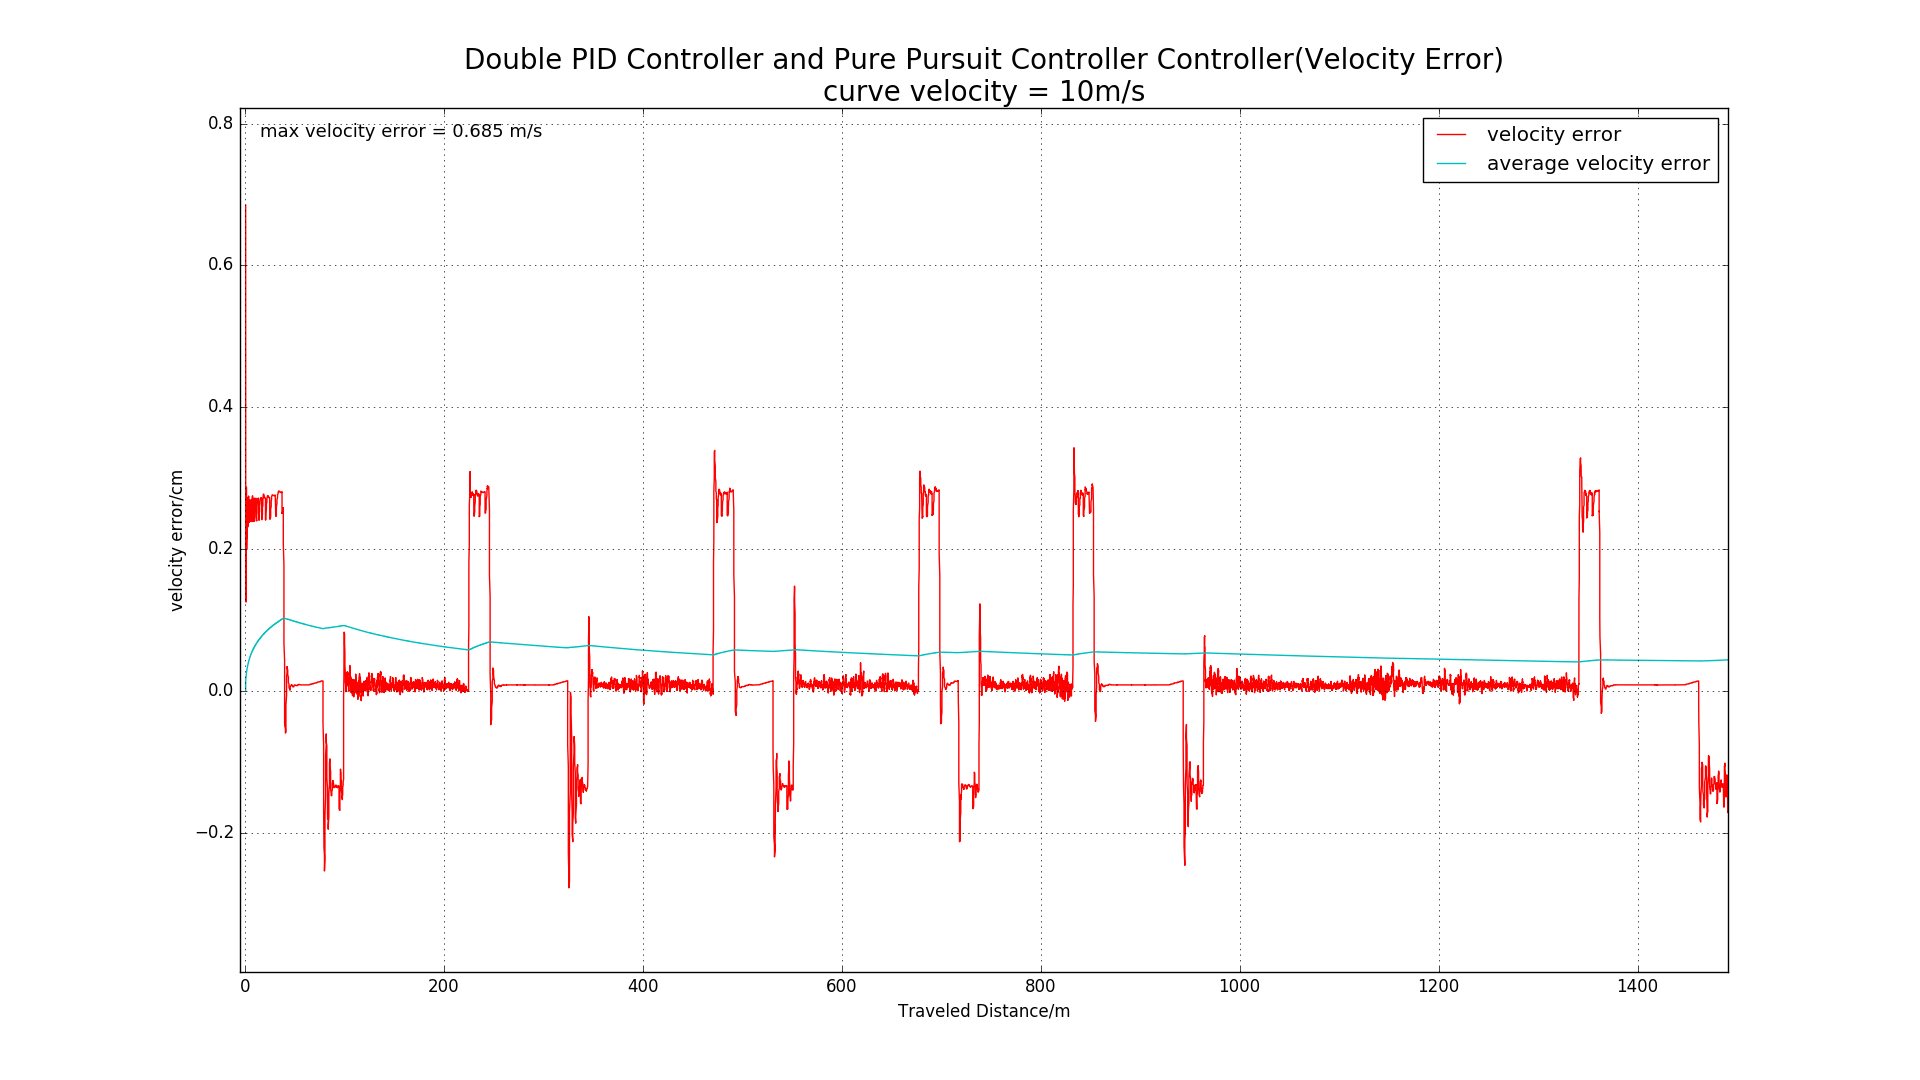 Double PID Controller and Pure Pursuit Controller Controller(Velocity Error)
curve velocity = 10m/s
max velocity error = 0.685 m/s
velocity error
average velocity error
0.8
0.6
0.4
0.2
0.0
−0.2
velocity error/cm
0 200 400 600 800 1000 1200 1400
Traveled Distance/m